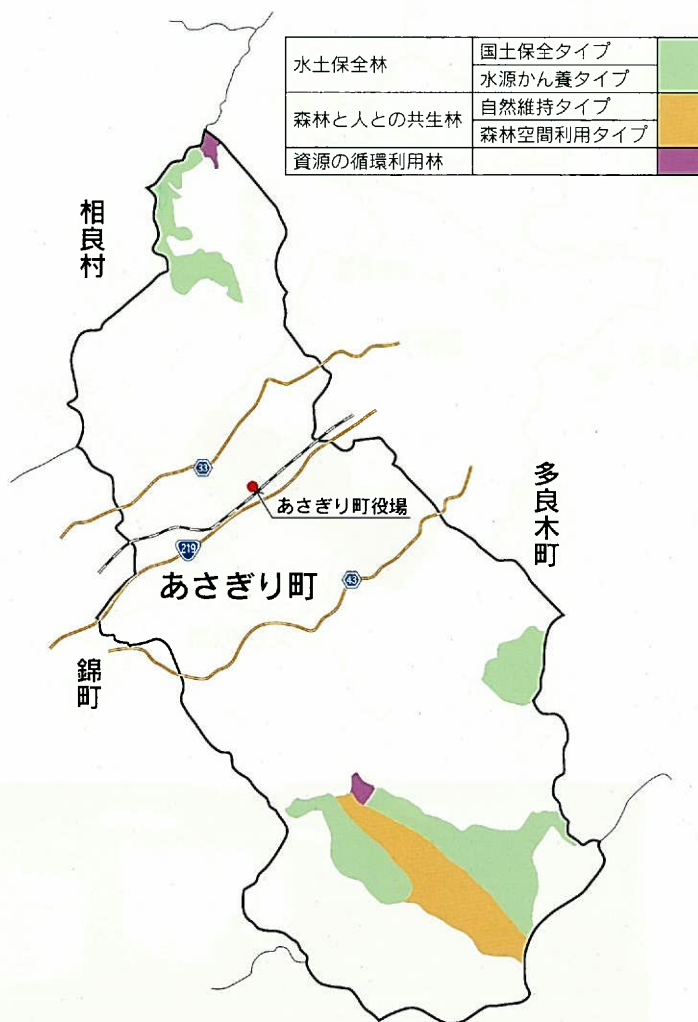 水土保全林
国土保全タイプ
水源かん養タイプ
森林と人との共生林
自然維持タイプ
森林空間利用タイプ
資源の循環利用林
相良村
33
あさぎり町役場
多良木町
219
あさぎり町
43
錦町